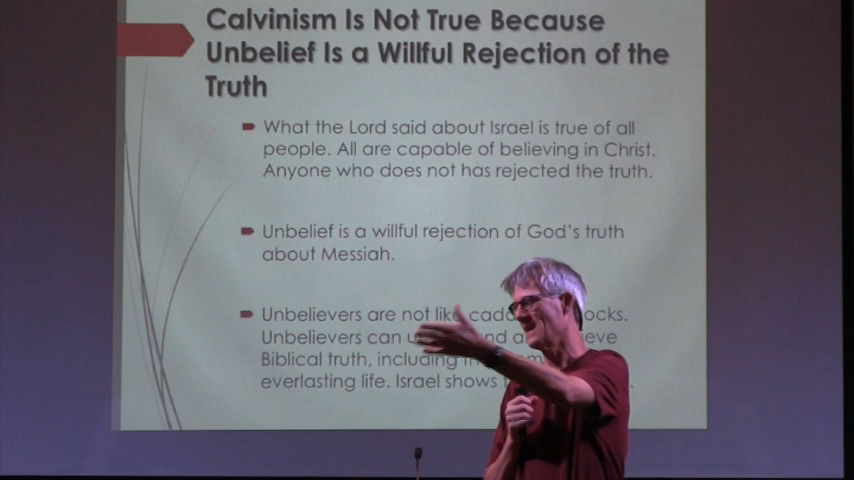 Calvinism Is Not True Because
Unbelief Is a Willful Rejection of the
Truth
What the Lord said about Israel is true of all
people. All are capable of believing in Christ.
Anyone who does not has rejected the truth.
Unbelief is a willful rejection of God's truth
about Messiah.
Unbelievers are not like
Unbelievers can
Biblical truth, including
everlasting life. Israel shows